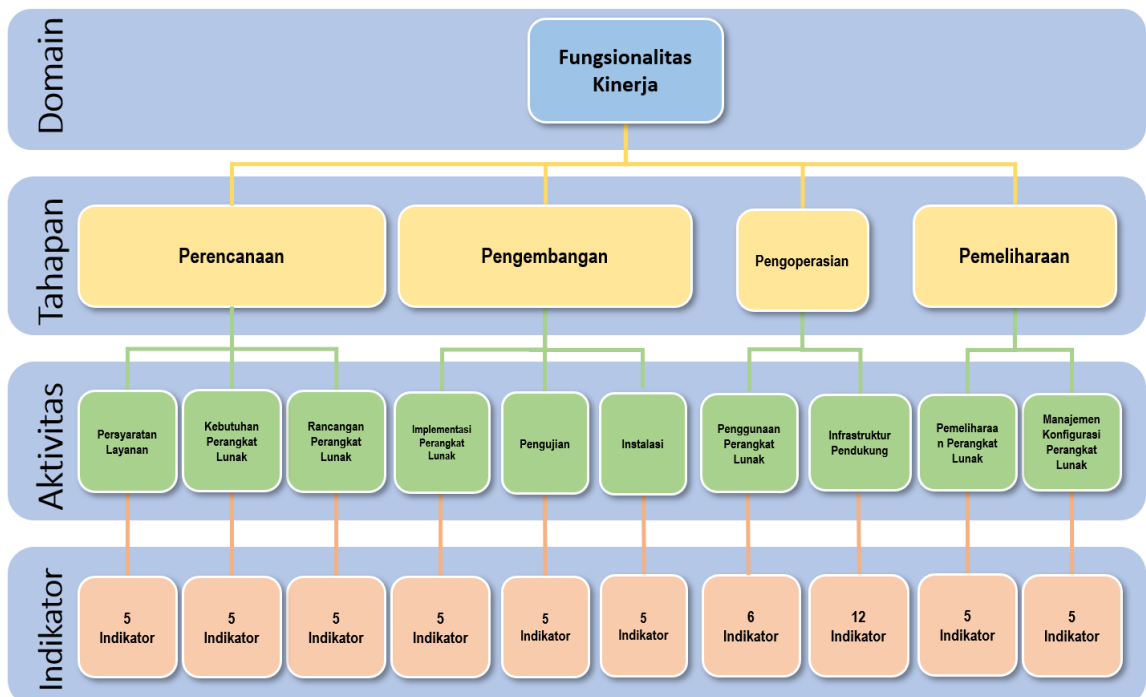 Domain
Fungsionalitas
Kinerja
Tahapan
Perencanaan
Pengembangan
Pengoperasian
Pemeliharaan
Aktivitas
Persyaratan
Layanan
Kebutuhan
Perangkat
Lunak
Rancangan
Perangkat
Lunak
Implementasi
Perangkat
Lunak
Pengujian
Instalasi
Penggunaan
Perangkat
Lunak
Infrastruktur
Pendukung
Pemeliharaa
n Perangkat
Lunak
Manajemen
Konfigurasi
Perangkat
Lunak
Indikator
5
Indikator
5
Indikator
5
Indikator
5
Indikator
5
Indikator
5
Indikator
6
Indikator
12
Indikator
5
Indikator
5
Indikator